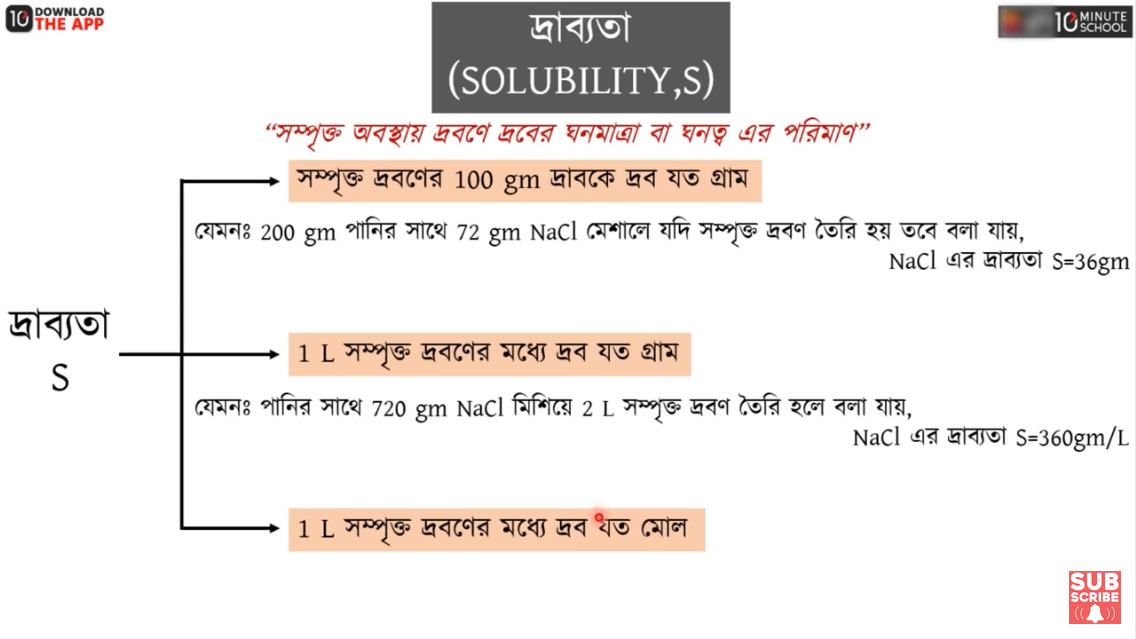 10 DOWNLOAD
THE APP
10 MINUTE
SCHOOL
দ্রাব্যতা
(SOLUBILITY,S)
“সম্পৃক্ত অবস্থায় দ্রবণে দ্রবের ঘনমাত্রা বা ঘনত্ব এর পরিমাণ”
সম্পৃক্ত দ্রবণের 100 gm দ্রাবকে দ্রব যত গ্রাম
যেমনঃ 200 gm পানির সাথে 72 gm NaCl মেশালে যদি সম্পৃক্ত দ্রবণ তৈরি হয় তবে বলা যায়,
NaCl এর দ্রাব্যতা S=36gm
দ্রাব্যতা
S
1 L সম্পৃক্ত দ্রবণের মধ্যে দ্রব যত গ্রাম
যেমনঃ পানির সাথে 720 gm NaCl মিশিয়ে 2 L সম্পৃক্ত দ্রবণ তৈরি হলে বলা যায়,
NaCl এর দ্রাব্যতা S=360gm/L
1 L সম্পৃক্ত দ্রবণের মধ্যে দ্রব যত মোল
SUB
SCRIBE